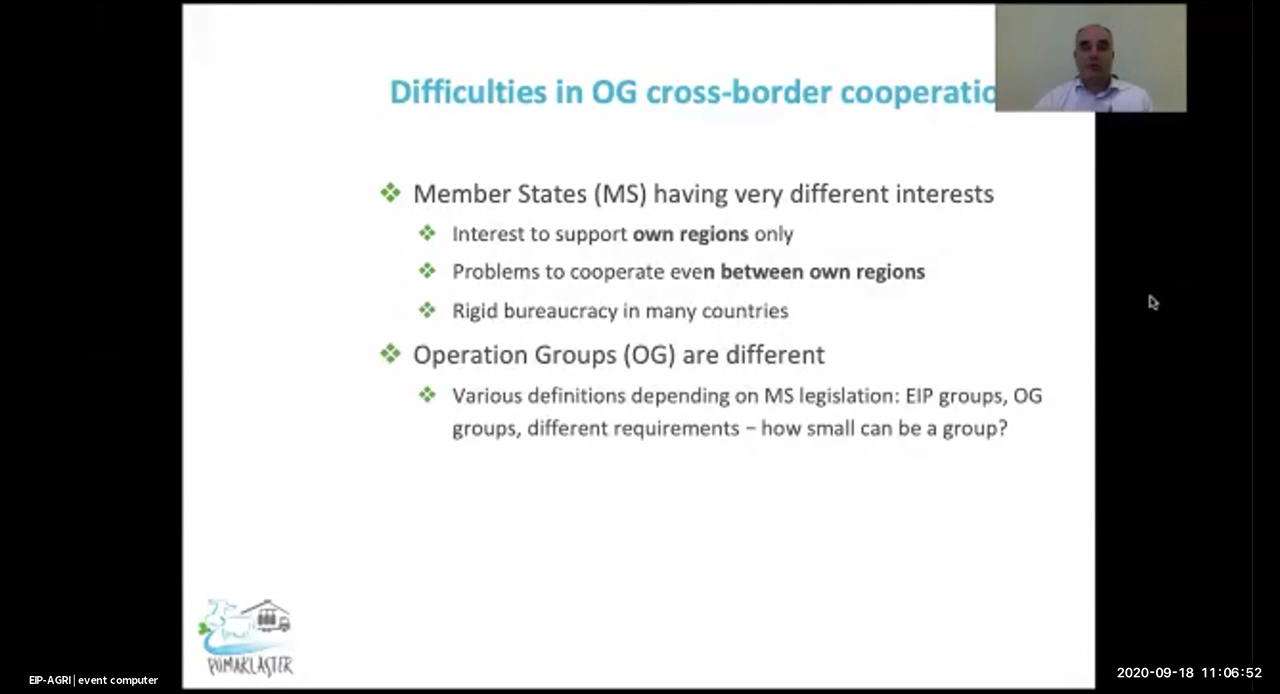 Difficulties in OG cross-border cooperatio
Member States (MS) having very different interests
Interest to support own regions only
Problems to cooperate even between own regions
Rigid bureaucracy in many countries
Operation Groups (OG) are different
Various definitions depending on MS legislation: EIP groups, OG
groups, different requirements – how small can be a group?
PIIMAKLASTER
EIP-AGRI | event computer
2020-09-18 11:06:52